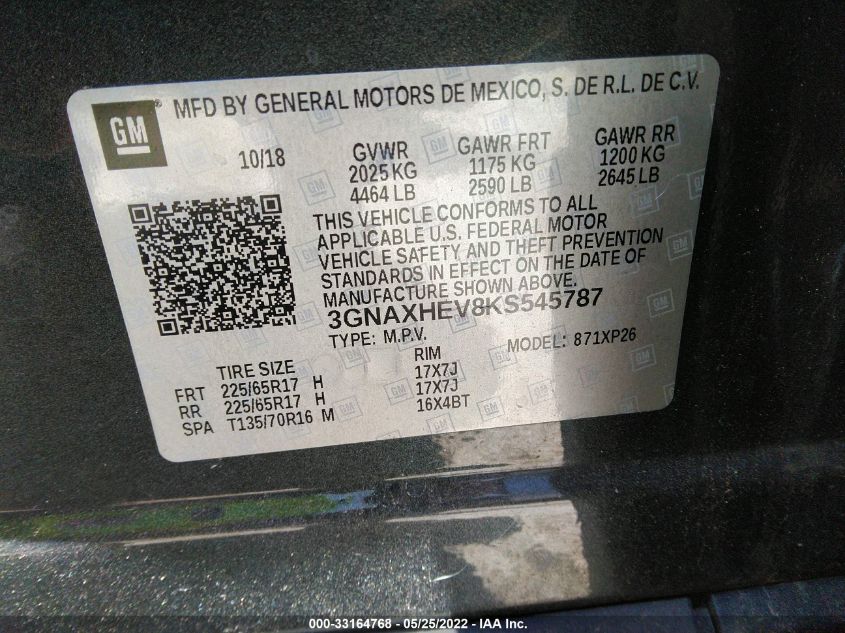 MFD BY GENERAL MOTORS DE MEXICO, S. DE R.L. DE C.V.
GM
10/18 GVWR GAWR FRT GAWR RR
2025 KG 1175 KG 1200 KG
4464 LB 2590 LB 2645 LB
THIS VEHICLE CONFORMS TO ALL
APPLICABLE U.S. FEDERAL MOTOR
VEHICLE SAFETY AND THEFT PREVENTION
STANDARDS IN EFFECT ON THE DATE OF
MANUFACTURE SHOWN ABOVE.
3GNAXHEV8KS545787
TYPE: M.P.V. MODEL: 871XP26
TIRE SIZE RIM
FRT 225/65R17 H 17X7J
RR 225/65R17 H 17X7J
SPA T135/70R16 M 16X4BT
000-33164768 - 05/25/2022 - IAA Inc.